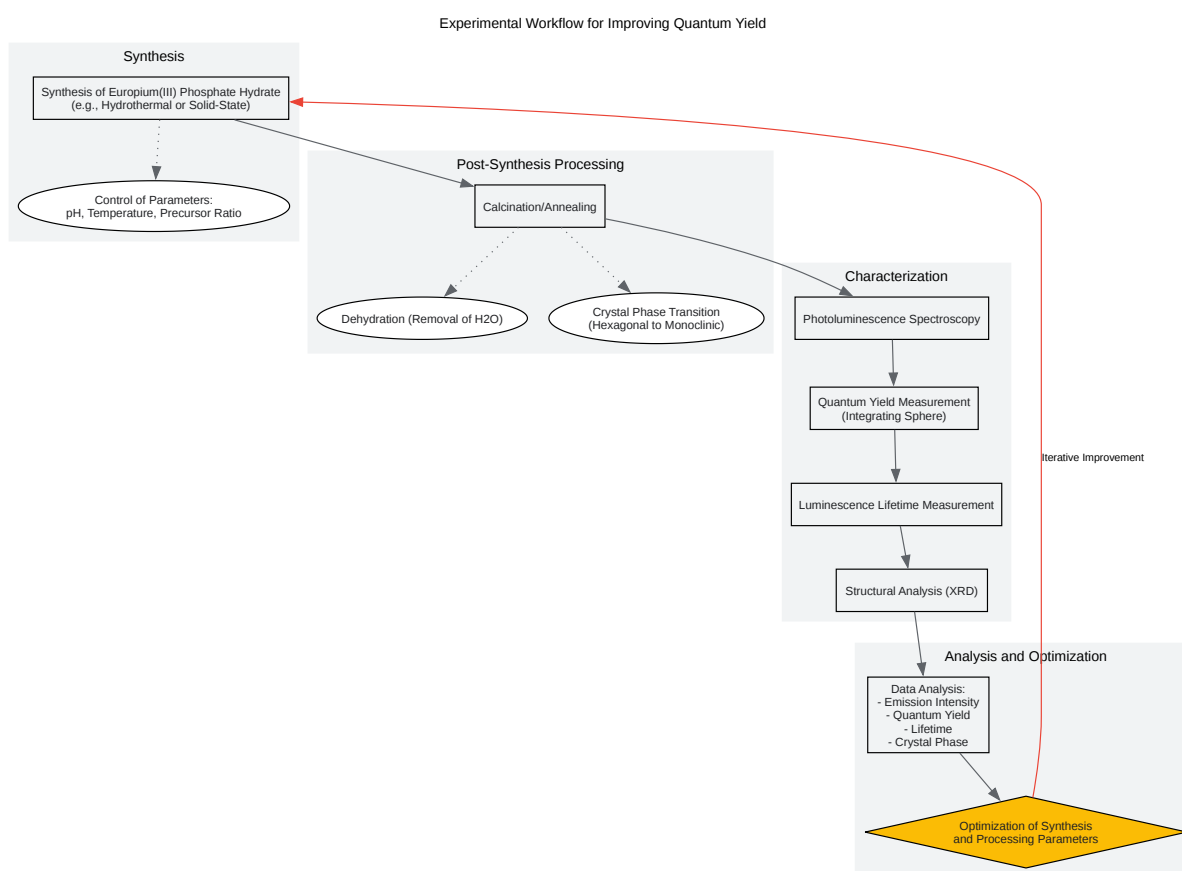 Experimental Workflow for Improving Quantum Yield
Synthesis
Synthesis of Europium(III) Phosphate Hydrate
(e.g., Hydrothermal or Solid-State)
Control of Parameters:
pH, Temperature, Precursor Ratio
Post-Synthesis Processing
Calcination/Annealing
Dehydration (Removal of H2O)
Crystal Phase Transition
(Hexagonal to Monoclinic)
Characterization
Photoluminescence Spectroscopy
Quantum Yield Measurement
(Integrating Sphere)
Luminescence Lifetime Measurement
Structural Analysis (XRD)
Iterative Improvement
Analysis and Optimization
Data Analysis:
- Emission Intensity
- Quantum Yield
- Lifetime
- Crystal Phase
Optimization of Synthesis
and Processing Parameters